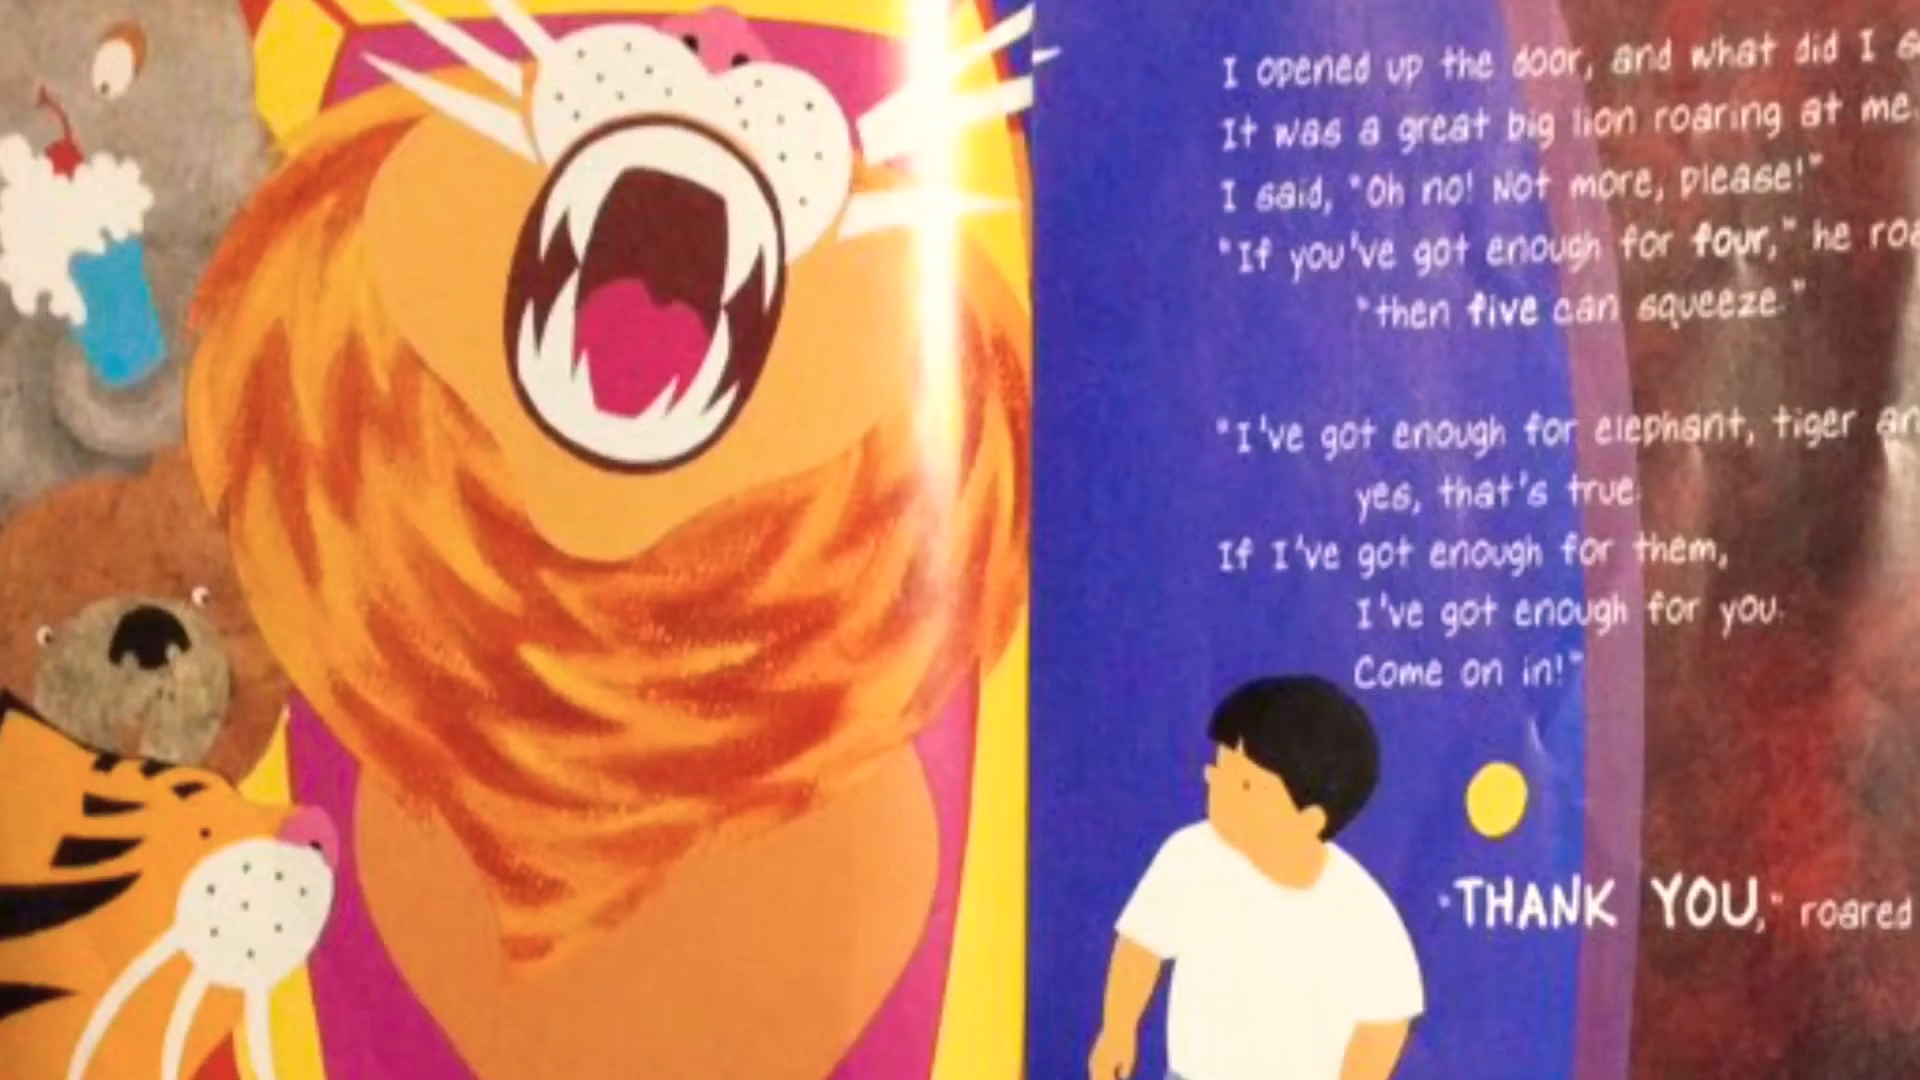 I opened up the door, and what did I
It was a great big lion roaring at me.
I said, "Oh no! Not more, please!"
"If you've got enough for four," he
"then five can squeeze."
"I've got enough for elephant, tiger
yes, that's true.
If I've got enough for them,
I've got enough for you.
Come on in!"
"THANK YOU," roared